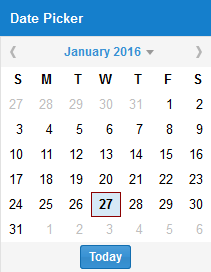 Date Picker
January 2016
S M T W T F S
27 28 29 30 31 1 2
3 4 5 6 7 8 9
10 11 12 13 14 15 16
17 18 19 20 21 22 23
24 25 26 27 28 29 30
31 1 2 3 4 5 6
Today